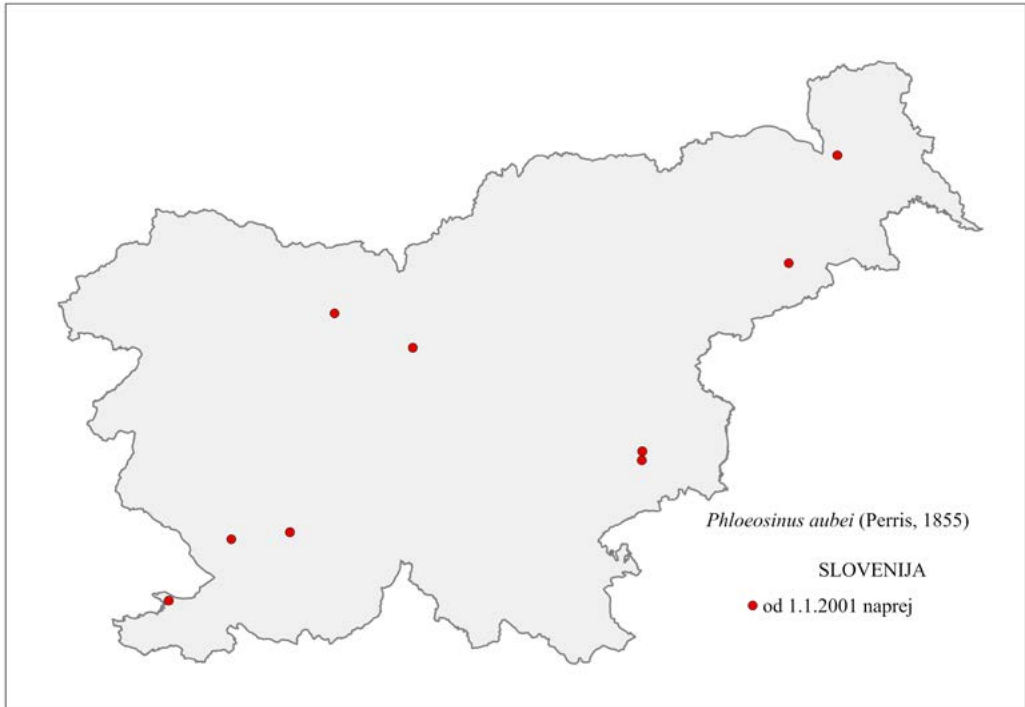 Phloeosinus aubei (Perris, 1855)
SLOVENIJA
od 1.1.2001 naprej